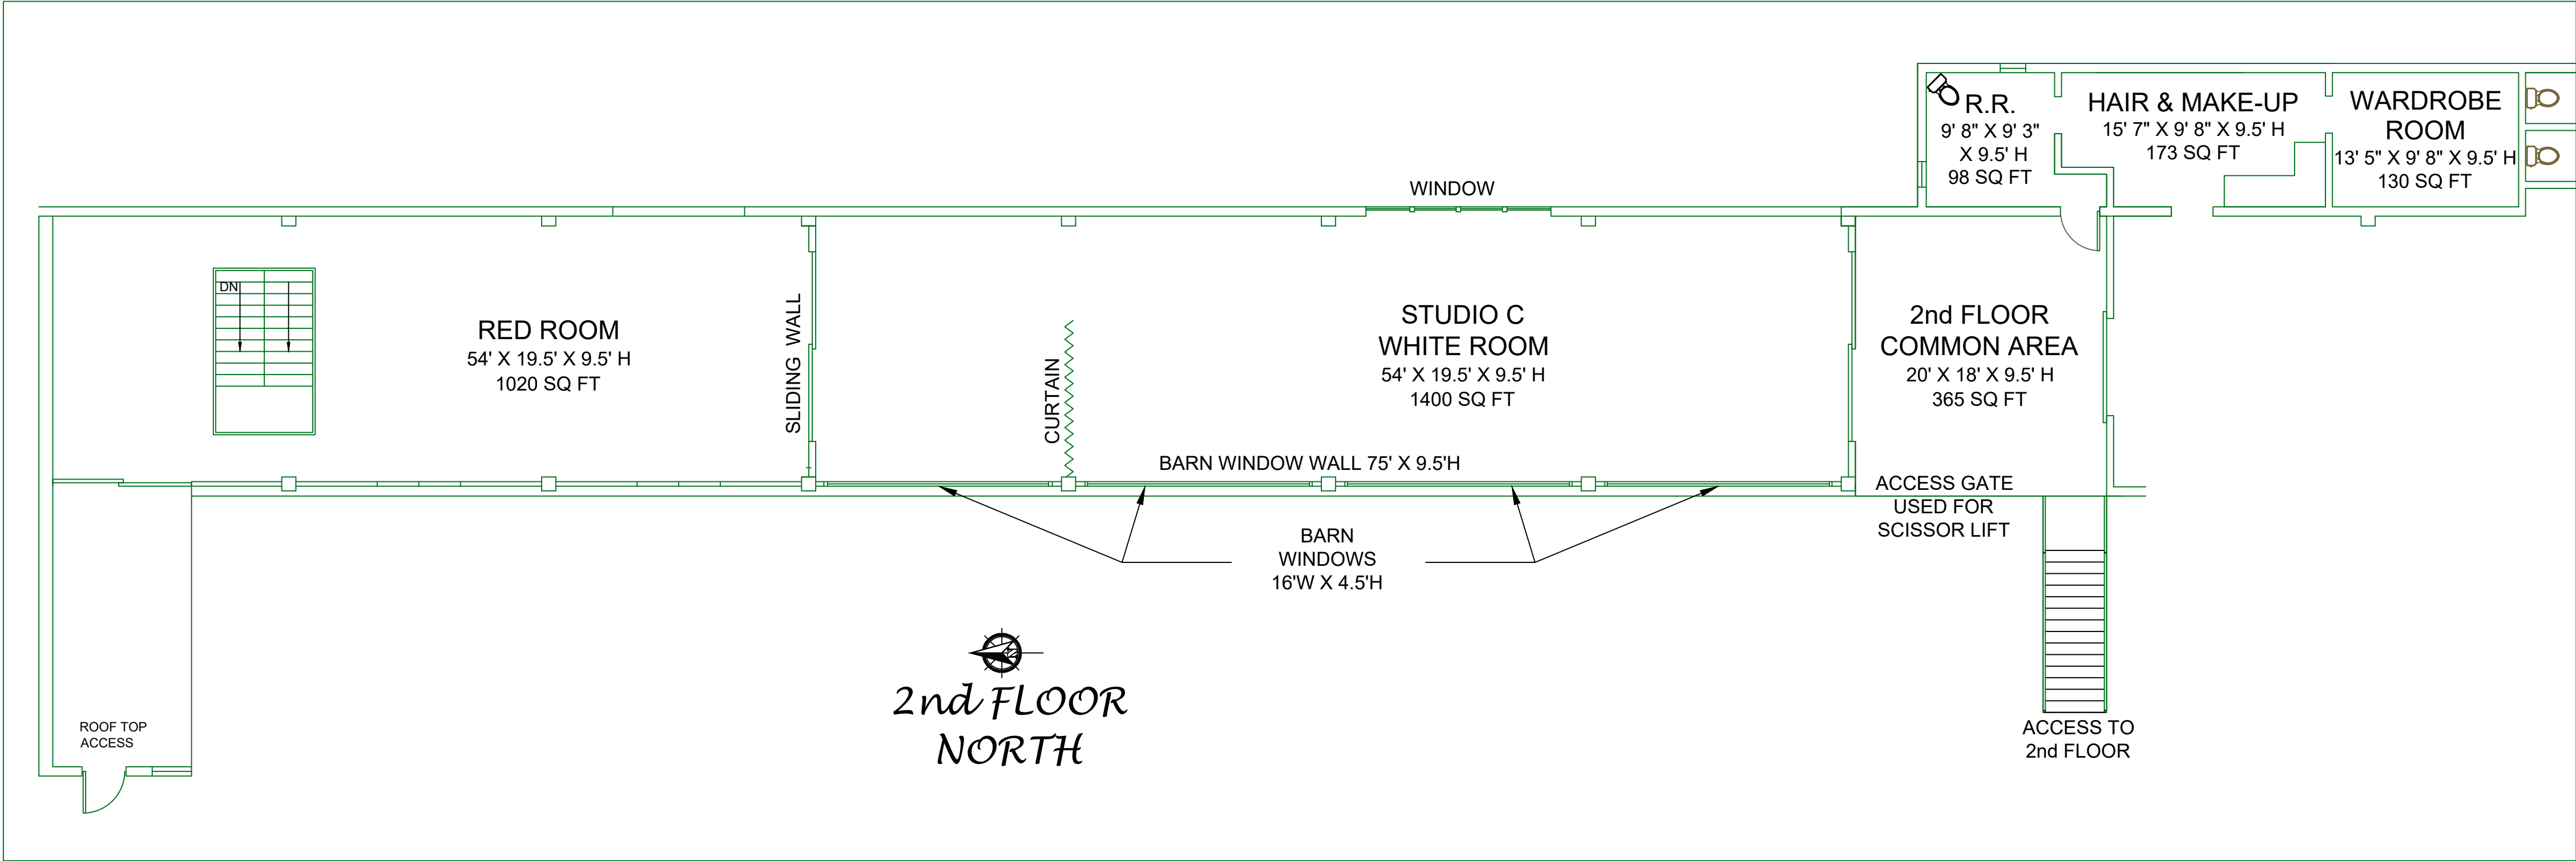 R.R.
9' 8" X 9' 3"
X 9.5' H
98 SQ FT
HAIR & MAKE-UP
15' 7" X 9' 8" X 9.5' H
173 SQ FT
WARDROBE
ROOM
13' 5" X 9' 8" X 9.5' H
130 SQ FT
WINDOW
DN
RED ROOM
54' X 19.5' X 9.5' H
1020 SQ FT
SLIDING WALL
CURTAIN
STUDIO C
WHITE ROOM
54' X 19.5' X 9.5' H
1400 SQ FT
2nd FLOOR
COMMON AREA
20' X 18' X 9.5' H
365 SQ FT
BARN WINDOW WALL 75' X 9.5'H
ACCESS GATE
USED FOR
SCISSOR LIFT
BARN
WINDOWS
16'W X 4.5'H
N
2nd FLOOR
NORTH
ROOF TOP
ACCESS
ACCESS TO
2nd FLOOR